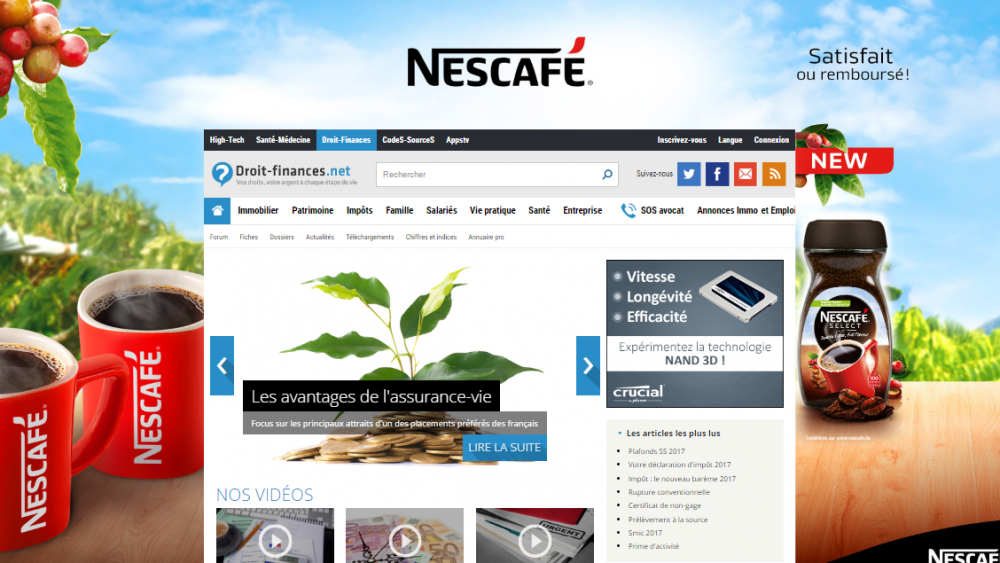 NESCAFÉ®
Satisfait
ou remboursé!
High-Tech Santé-Médecine Droit-Finances CodeS-SourceS Appstv Inscrivez-vous Langue Connexion
NEW
Droit-finances.net
Vos droits, votre argent à chaque étape de vie
Rechercher
Suivez-nous
Immobilier Patrimoine Impôts Famille Salariés Vie pratique Santé Entreprise SOS avocat Annonces Immo et Emploi
Forum Fiches Dossiers Actualités Téléchargements Chiffres et indices Annuaire pro
Vitesse
Longévité
Efficacité
Expérimentez la technologie
NAND 3D !
crucial
by Micron
NESCAFÉ
SELECT
100
NESCAFÉ
NESCAFÉ
Les avantages de l'assurance-vie
Focus sur les principaux attraits d'un des placements préférés des français
LIRE LA SUITE
Les articles les plus lus
Plafonds SS 2017
Votre déclaration d'impôt 2017
Impôt : le nouveau barème 2017
Rupture conventionnelle
Certificat de non-gage
Prélèvement à la source
Smic 2017
Prime d'activité
NOS VIDÉOS
URGENT
NESCAF